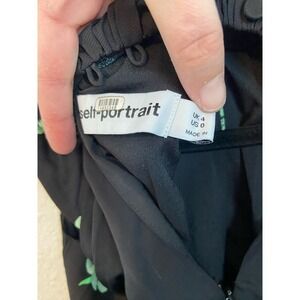 self-portrait
UK 4
US 0
MADE IN